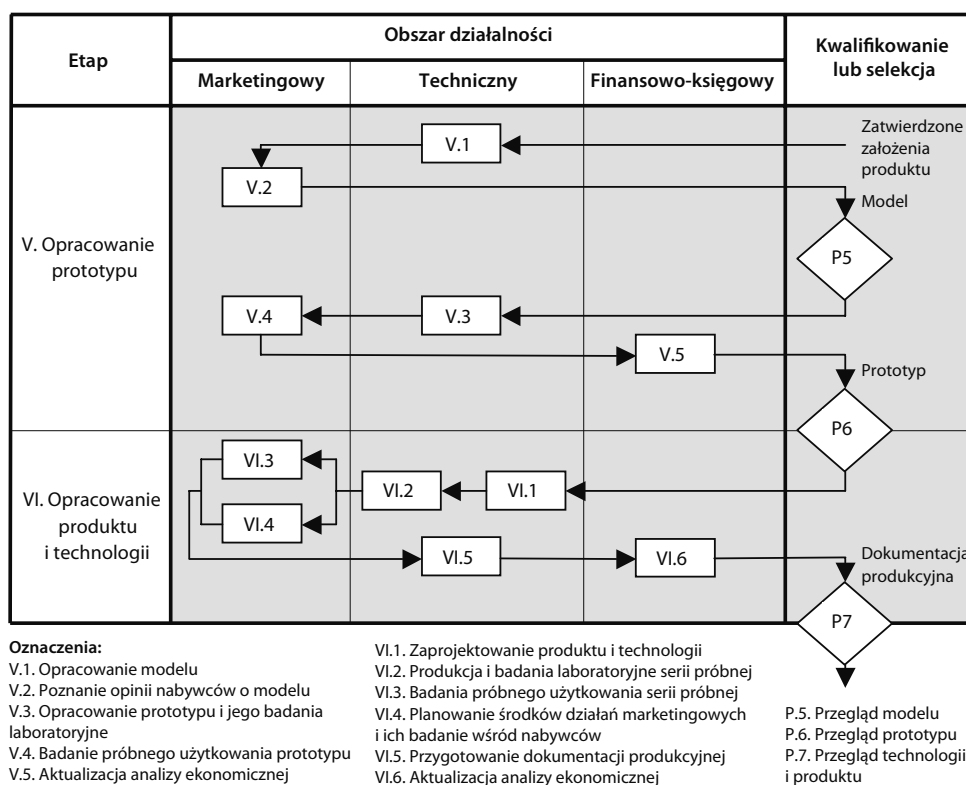 Etap
Obszar działalności
Kwalifikowanie
lub selekcja
Marketingowy
Techniczny
Finansowo-księgowy
V. Opracowanie
prototypu
V.1
Zatwierdzone
założenia
produktu
V.2
Model
P5
V.4
V.3
V.5
Prototyp
P6
VI. Opracowanie
produktu
i technologii
VI.3
VI.2
VI.1
VI.4
VI.5
VI.6
Dokumentacja
produkcyjna
P7
Oznaczenia:
V.1. Opracowanie modelu
V.2. Poznanie opinii nabywców o modelu
V.3. Opracowanie prototypu i jego badania
laboratoryjne
V.4. Badanie próbnego użytkowania prototypu
V.5. Aktualizacja analizy ekonomicznej
VI.1. Zaprojektowanie produktu i technologii
VI.2. Produkcja i badania laboratoryjne serii próbnej
VI.3. Badania próbnego użytkowania serii próbnej
VI.4. Planowanie środków działań marketingowych
i ich badanie wśród nabywców
VI.5. Przygotowanie dokumentacji produkcyjnej
VI.6. Aktualizacja analizy ekonomicznej
P.5. Przegląd modelu
P.6. Przegląd prototypu
P.7. Przegląd technologii
i produktu